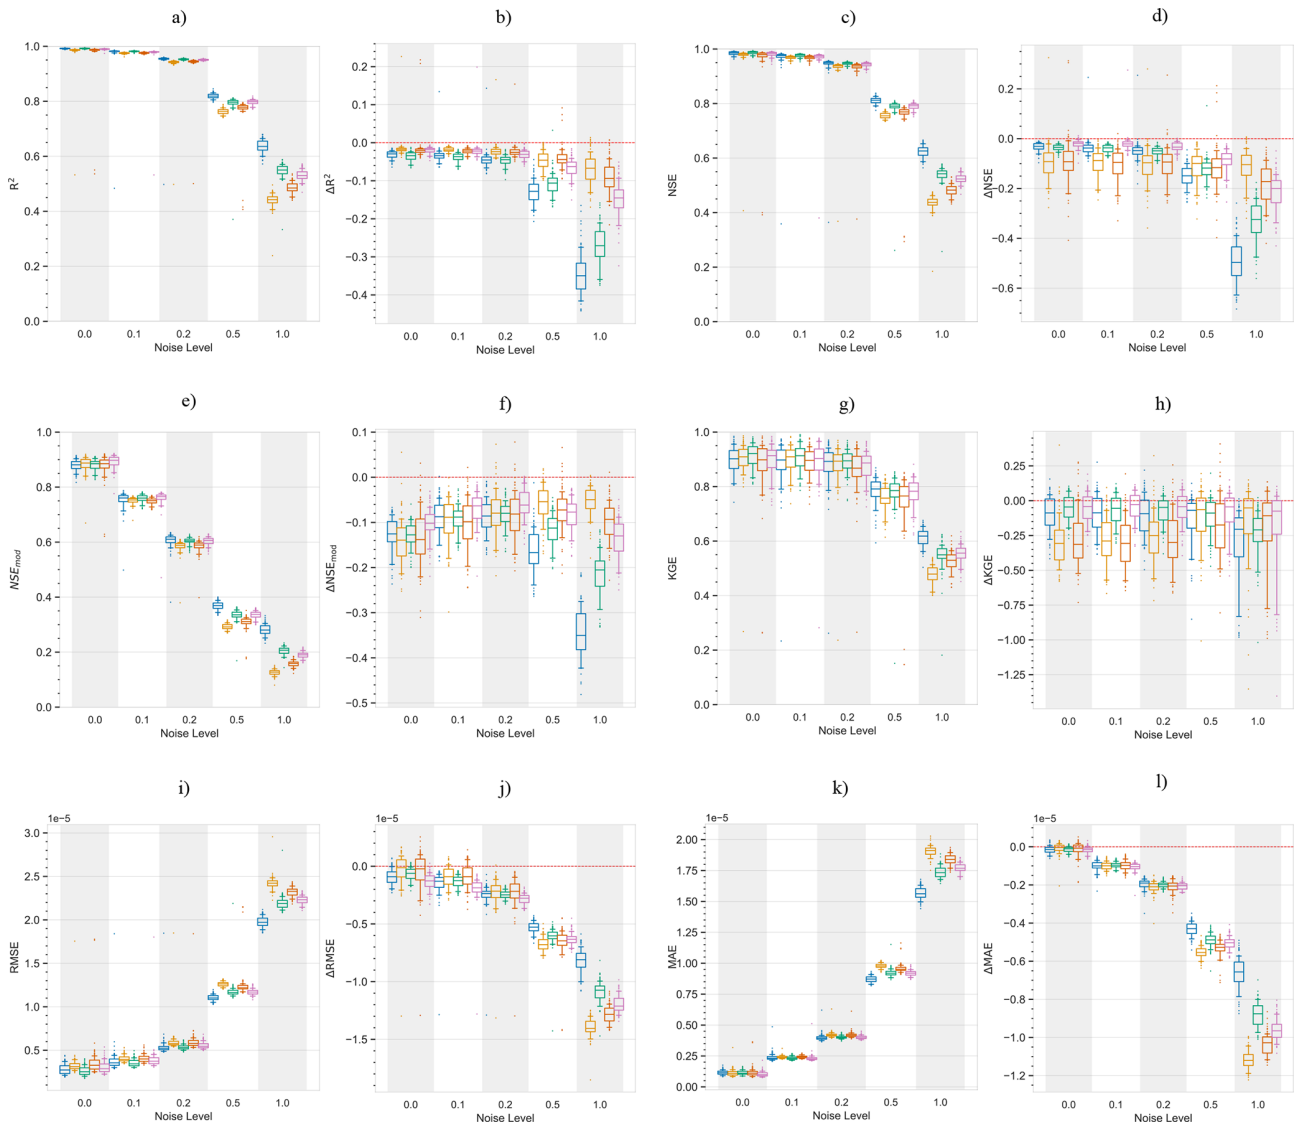 a)
b)
c)
d)
1.0
0.8
0.6
0.4
0.2
0.0
R²
0.0 0.1 0.2 0.5 1.0
Noise Level
0.2
0.1
0.0
−0.1
−0.2
−0.3
−0.4
ΔR²
0.0 0.1 0.2 0.5 1.0
Noise Level
1.0
0.8
0.6
0.4
0.2
0.0
NSE
0.0 0.1 0.2 0.5 1.0
Noise Level
0.2
0.0
−0.2
−0.4
−0.6
ΔNSE
0.0 0.1 0.2 0.5 1.0
Noise Level
e)
f)
g)
h)
1.0
0.8
0.6
0.4
0.2
0.0
NSE_mod
0.0 0.1 0.2 0.5 1.0
Noise Level
0.1
0.0
−0.1
−0.2
−0.3
−0.4
−0.5
ΔNSE_mod
0.0 0.1 0.2 0.5 1.0
Noise Level
1.0
0.8
0.6
0.4
0.2
0.0
KGE
0.0 0.1 0.2 0.5 1.0
Noise Level
0.25
0.00
−0.25
−0.50
−0.75
−1.00
−1.25
ΔKGE
0.0 0.1 0.2 0.5 1.0
Noise Level
i)
j)
k)
l)
1e−5
3.0
2.5
2.0
1.5
1.0
0.5
RMSE
0.0 0.1 0.2 0.5 1.0
Noise Level
1e−5
0.0
−0.5
−1.0
−1.5
ΔRMSE
0.0 0.1 0.2 0.5 1.0
Noise Level
1e−5
2.00
1.75
1.50
1.25
1.00
0.75
0.50
0.25
0.00
MAE
0.0 0.1 0.2 0.5 1.0
Noise Level
1e−5
0.0
−0.2
−0.4
−0.6
−0.8
−1.0
−1.2
ΔMAE
0.0 0.1 0.2 0.5 1.0
Noise Level